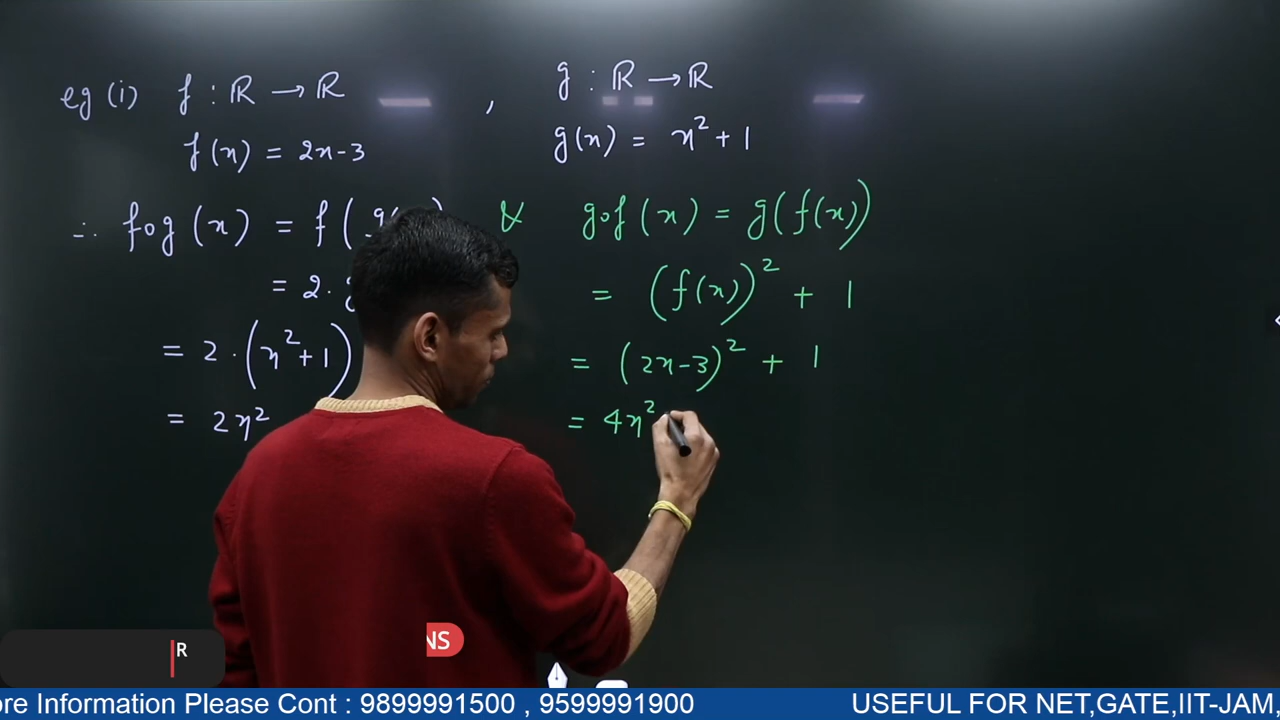 eg (i) f : ℝ → ℝ , g : ℝ → ℝ
f(x) = 2x-3 g(x) = x² + 1
∴ fog (x) = f( & gof (x) = g(f(x))
= 2. = (f(x))² + 1
= 2 . (x²+1) = (2x-3)² + 1
= 2x² = 4x²
NS
R
ore Information Please Cont : 9899991500 , 9599991900 USEFUL FOR NET,GATE,IIT-JAM,